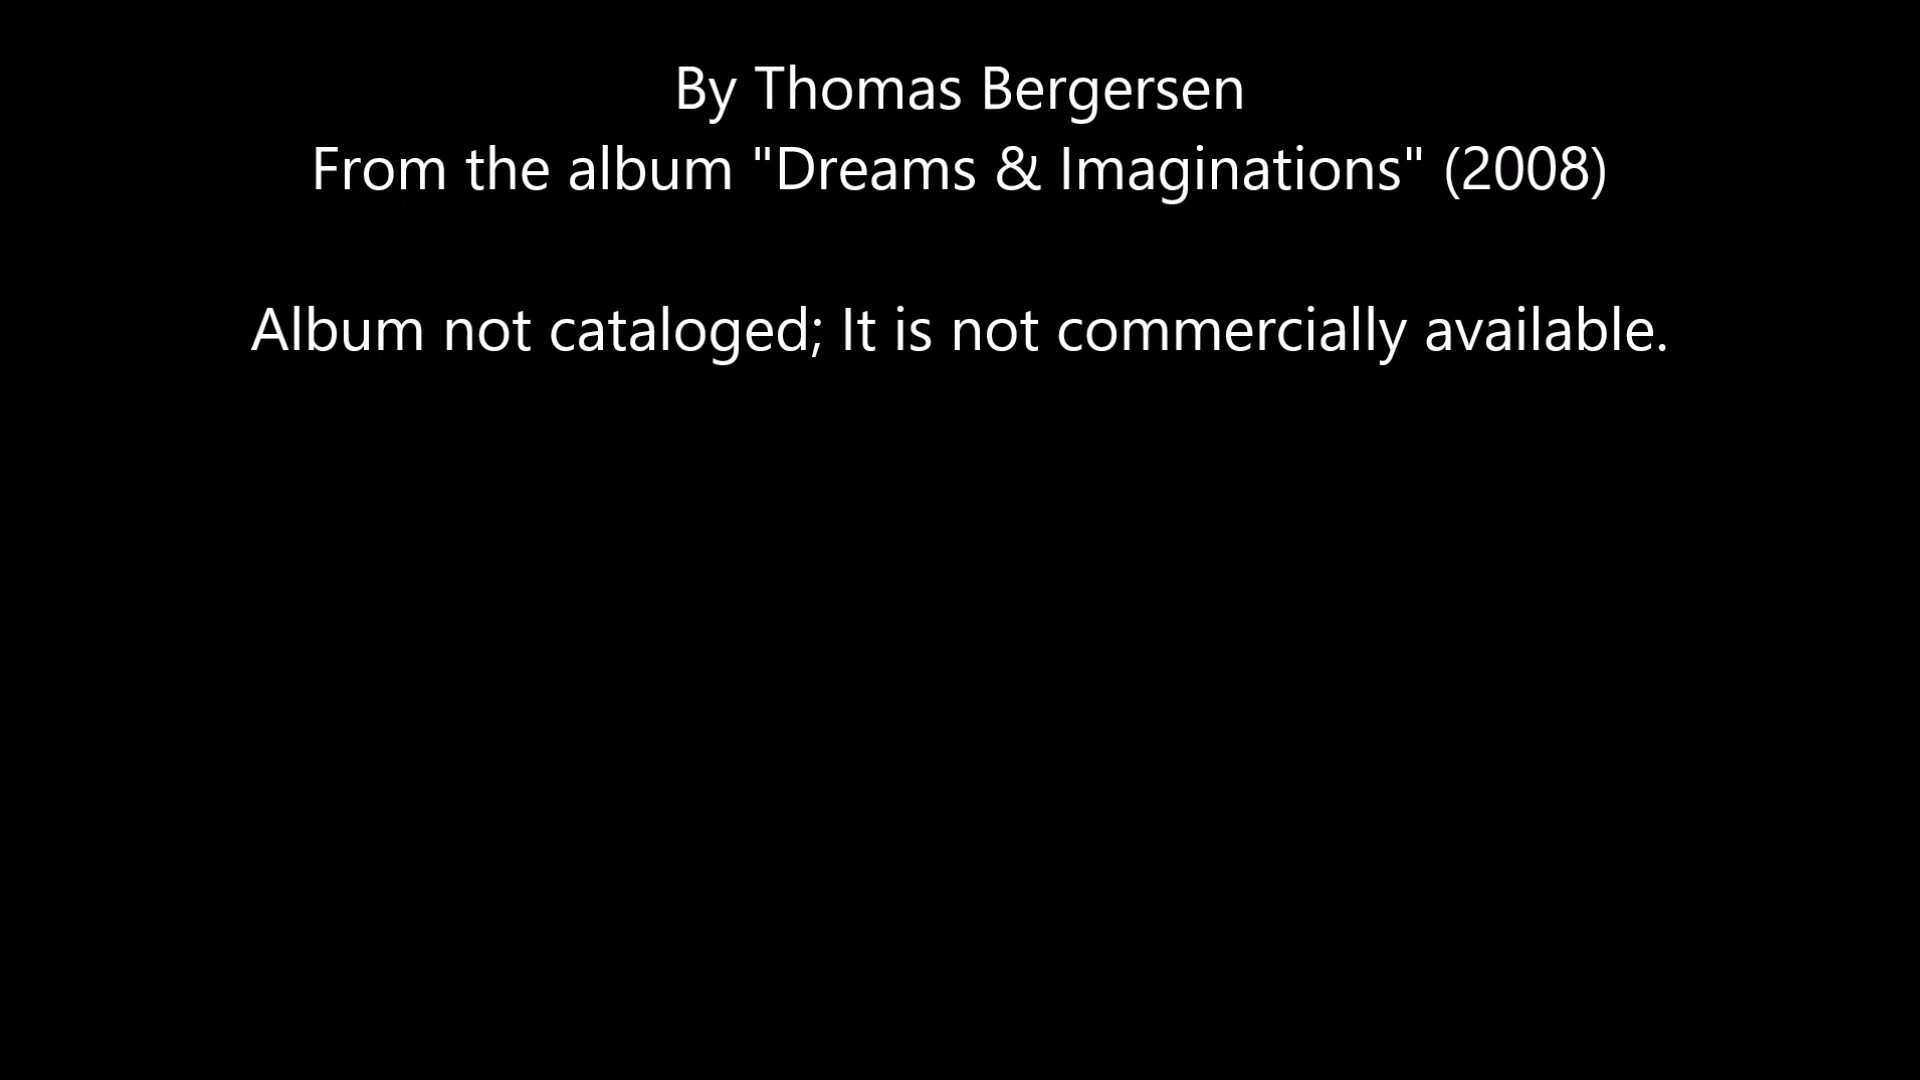 By Thomas Bergersen
From the album "Dreams & Imaginations" (2008)
Album not cataloged; It is not commercially available.